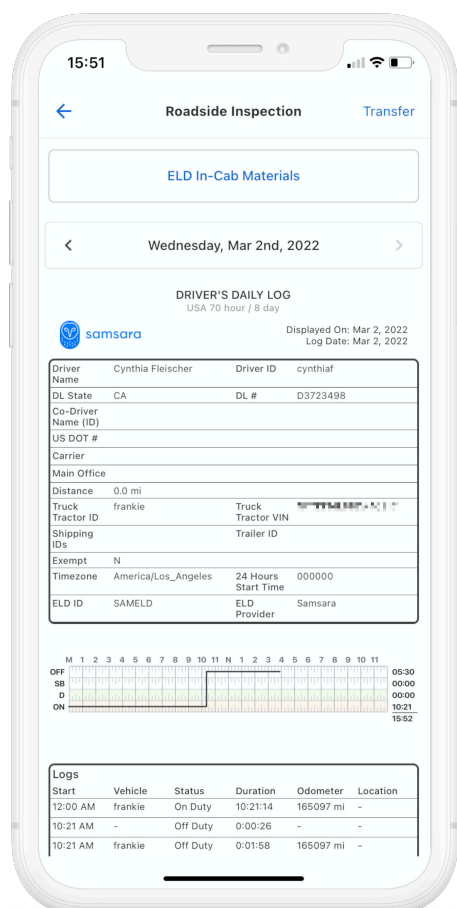 15:51
Roadside Inspection Transfer
ELD In-Cab Materials
Wednesday, Mar 2nd, 2022
DRIVER'S DAILY LOG
USA 70 hour / 8 day
samsara
Displayed On: Mar 2, 2022
Log Date: Mar 2, 2022
Driver Name Cynthia Fleischer Driver ID cynthiaf
DL State CA DL # D3723498
Co-Driver Name (ID)
US DOT #
Carrier
Main Office
Distance 0.0 mi
Truck Tractor ID frankie Truck Tractor VIN
Shipping IDs Trailer ID
Exempt N
Timezone America/Los_Angeles 24 Hours Start Time 000000
ELD ID SAMELD ELD Provider Samsara
M 1 2 3 4 5 6 7 8 9 10 11 N 1 2 3 4 5 6 7 8 9 10 11
OFF 05:30
SB 00:00
D 00:00
ON 10:21
15:52
Logs
Start Vehicle Status Duration Odometer Location
12:00 AM frankie On Duty 10:21:14 165097 mi -
10:21 AM - Off Duty 0:00:26 - -
10:21 AM frankie Off Duty 0:01:58 165097 mi -